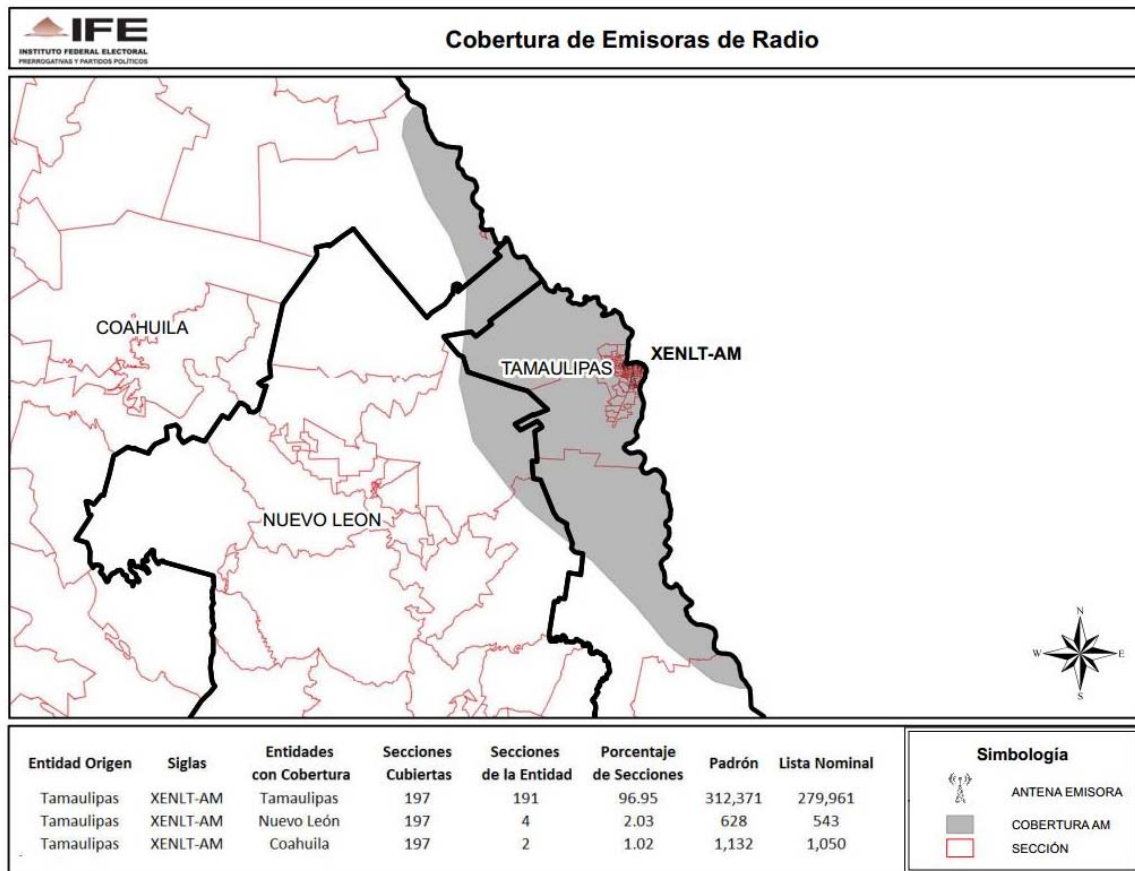 IFE
INSTITUTO FEDERAL ELECTORAL
PRERROGATIVAS Y PARTIDOS POLÍTICOS
Cobertura de Emisoras de Radio
COAHUILA
TAMAULIPAS
XENLT-AM
NUEVO LEON
N
W E
S
Entidad Origen Siglas Entidades con Cobertura Secciones Cubiertas Secciones de la Entidad Porcentaje de Secciones Padrón Lista Nominal
Tamaulipas XENLT-AM Tamaulipas 197 191 96.95 312,371 279,961
Tamaulipas XENLT-AM Nuevo León 197 4 2.03 628 543
Tamaulipas XENLT-AM Coahuila 197 2 1.02 1,132 1,050
Simbología
ANTENA EMISORA
COBERTURA AM
SECCIÓN